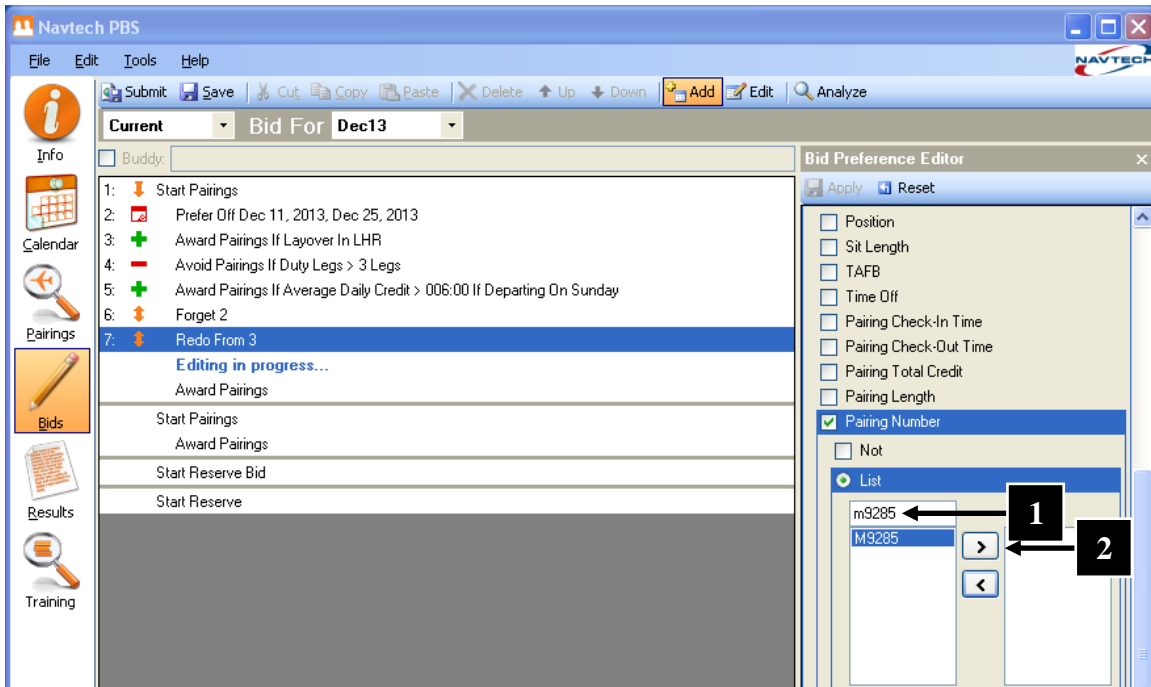 Navtech PBS
File Edit Tools Help
NAVTECH
Submit Save Cut Copy Paste Delete Up Down Add Edit Analyze
Current Bid For Dec13
Info
Buddy:
Bid Preference Editor
Apply Reset
1: Start Pairings
2: Prefer Off Dec 11, 2013, Dec 25, 2013
3: Award Pairings If Layover In LHR
4: Avoid Pairings If Duty Legs > 3 Legs
5: Award Pairings If Average Daily Credit > 006:00 If Departing On Sunday
6: Forget 2
7: Redo From 3
Editing in progress...
Award Pairings
Start Pairings
Award Pairings
Start Reserve Bid
Start Reserve
Calendar
Pairings
Bids
Results
Training
Position
Sit Length
TAFB
Time Off
Pairing Check-In Time
Pairing Check-Out Time
Pairing Total Credit
Pairing Length
Pairing Number
Not
List
m9285
1
M9285
>
2
<